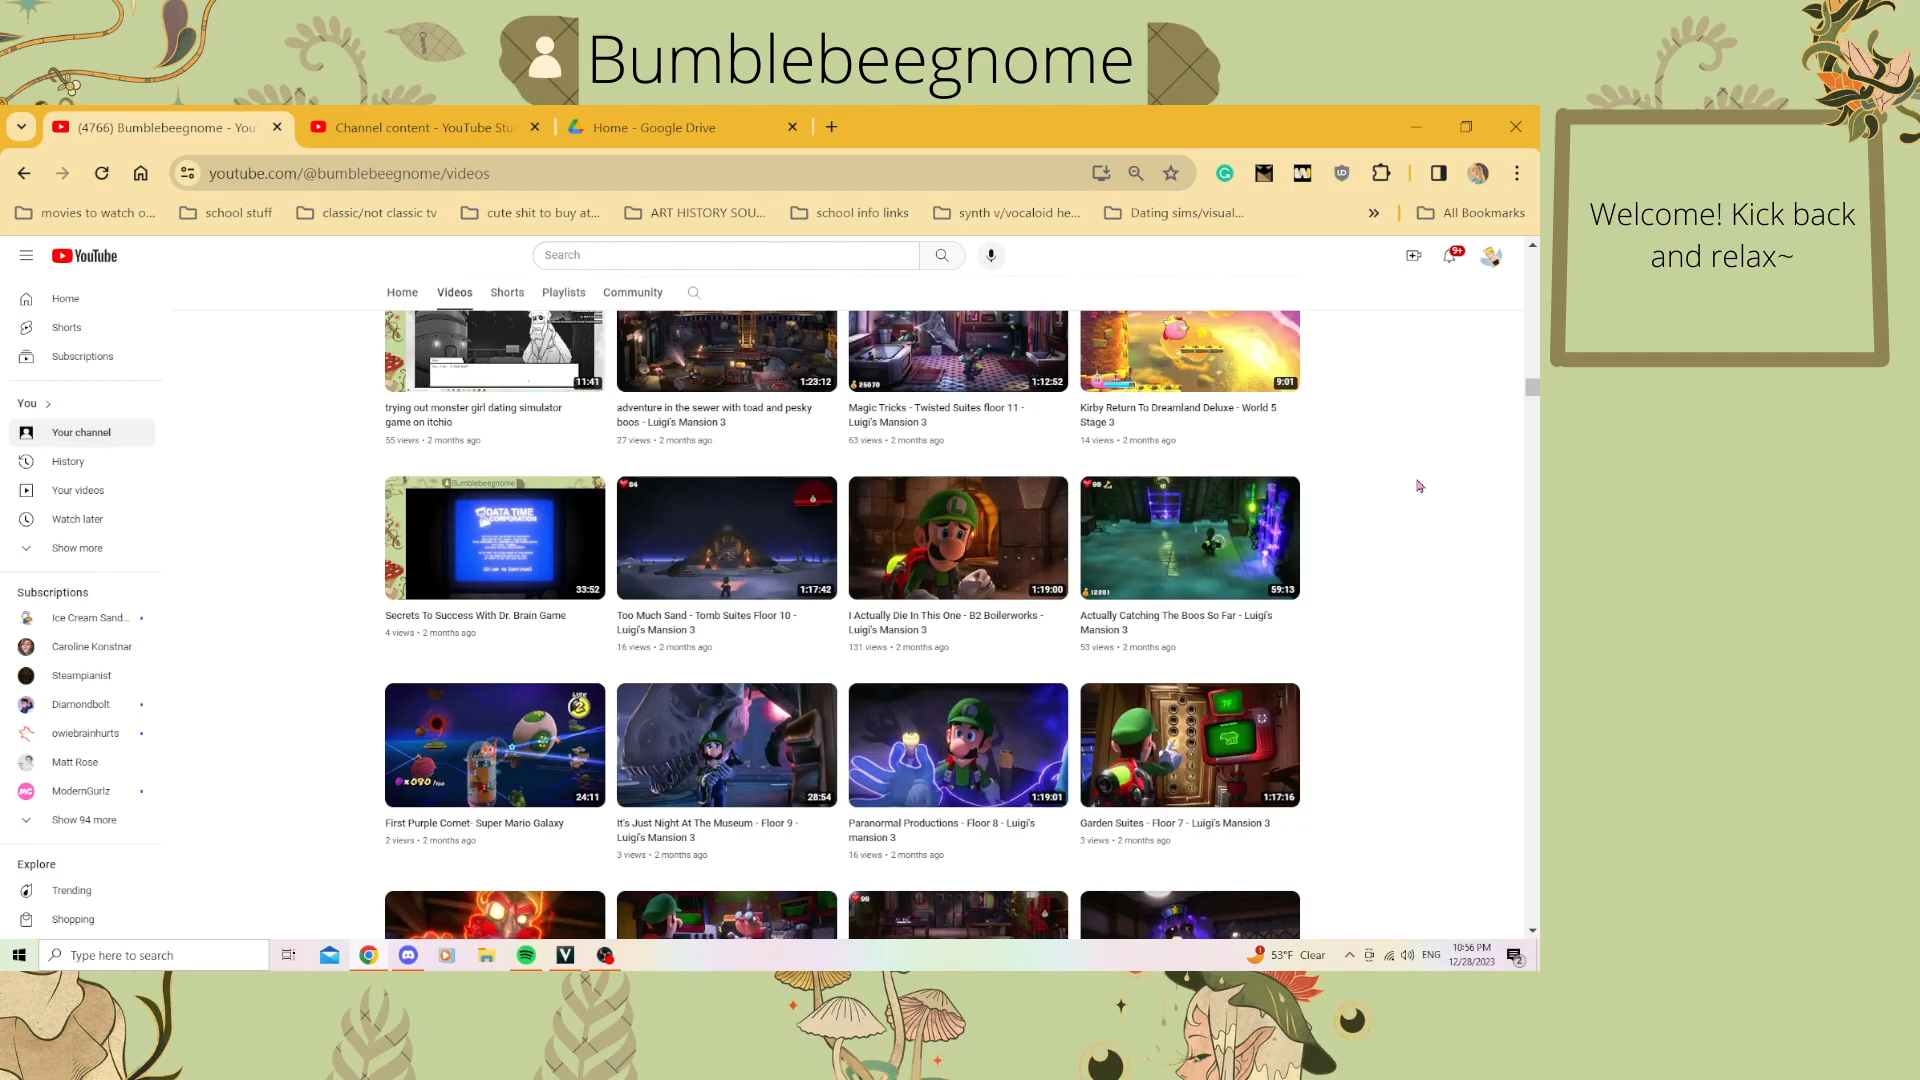 Bumblebeegnome
(4766) Bumblebeegnome - You
Channel content - YouTube Stu
Home - Google Drive
youtube.com/@bumblebeegnome/videos
movies to watch o...
school stuff
classic/not classic tv
cute shit to buy at...
ART HISTORY SOU...
school info links
synth v/vocaloid he...
Dating sims/visual...
All Bookmarks
Welcome! Kick back
and relax~
YouTube
Search
9+
Home
Videos
Shorts
Playlists
Community
Home
Shorts
Subscriptions
You
Your channel
History
Your videos
Watch later
Show more
Subscriptions
Ice Cream Sand...
Caroline Konstnar
Steampianist
Diamondbolt
owiebrainhurts
Matt Rose
ModernGurlz
Show 94 more
Explore
Trending
Shopping
11:41
1:23:12
25070
1:12:52
9:01
trying out monster girl dating simulator
game on itchio
55 views • 2 months ago
adventure in the sewer with toad and pesky
boos - Luigi's Mansion 3
27 views • 2 months ago
Magic Tricks - Twisted Suites floor 11 -
Luigi's Mansion 3
63 views • 2 months ago
Kirby Return To Dreamland Deluxe - World 5
Stage 3
14 views • 2 months ago
Bumblebeegnome
DATA TIME
CORPORATION
33:52
84
1:17:42
1:19:00
99
12201
59:13
Secrets To Success With Dr. Brain Game
4 views • 2 months ago
Too Much Sand - Tomb Suites Floor 10 -
Luigi's Mansion 3
16 views • 2 months ago
I Actually Die In This One - B2 Boilerworks -
Luigi's Mansion 3
131 views • 2 months ago
Actually Catching The Boos So Far - Luigi's
Mansion 3
53 views • 2 months ago
24:11
28:54
1:19:01
7F
1:17:16
First Purple Comet- Super Mario Galaxy
2 views • 2 months ago
It's Just Night At The Museum - Floor 9 -
Luigi's Mansion 3
3 views • 2 months ago
Paranormal Productions - Floor 8 - Luigi's
mansion 3
16 views • 2 months ago
Garden Suites - Floor 7 - Luigi's Mansion 3
3 views • 2 months ago
99
Type here to search
53°F Clear
ENG
10:56 PM
12/28/2023
2